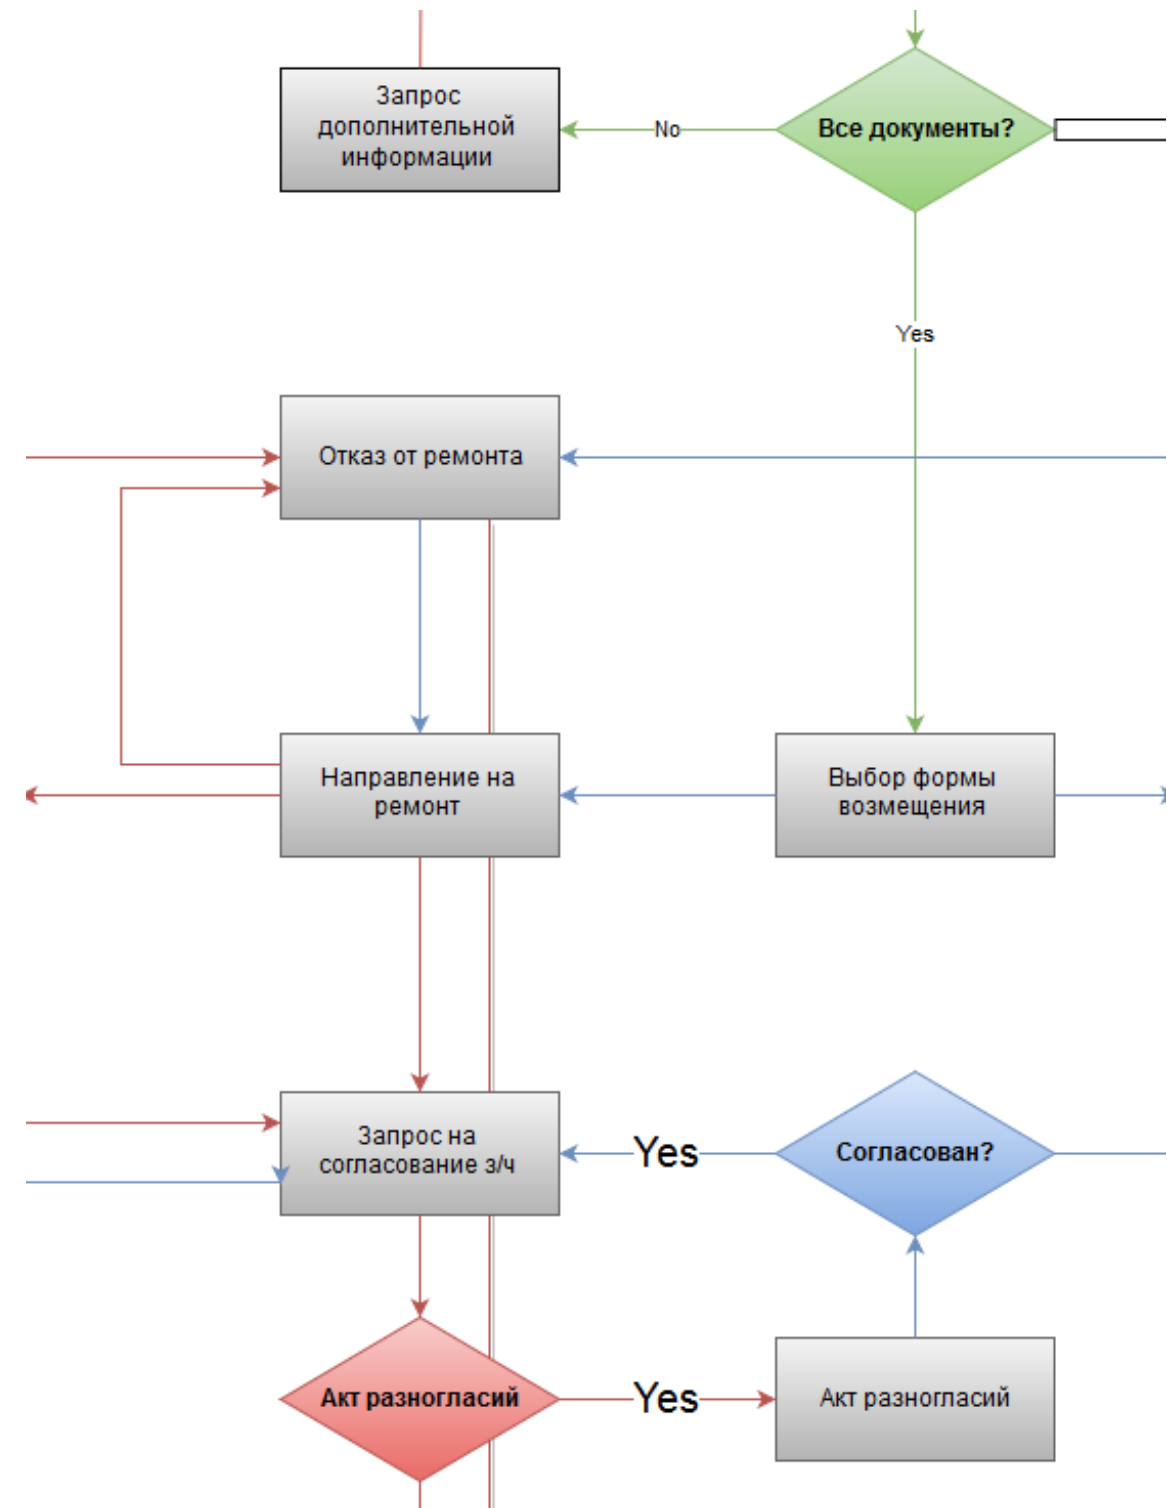 Запрос
дополнительной
информации
No
Все документы?
Yes
Отказ от ремонта
Направление на
ремонт
Выбор формы
возмещения
Запрос на
согласование з/ч
Yes
Согласован?
Акт разногласий
Yes
Акт разногласий